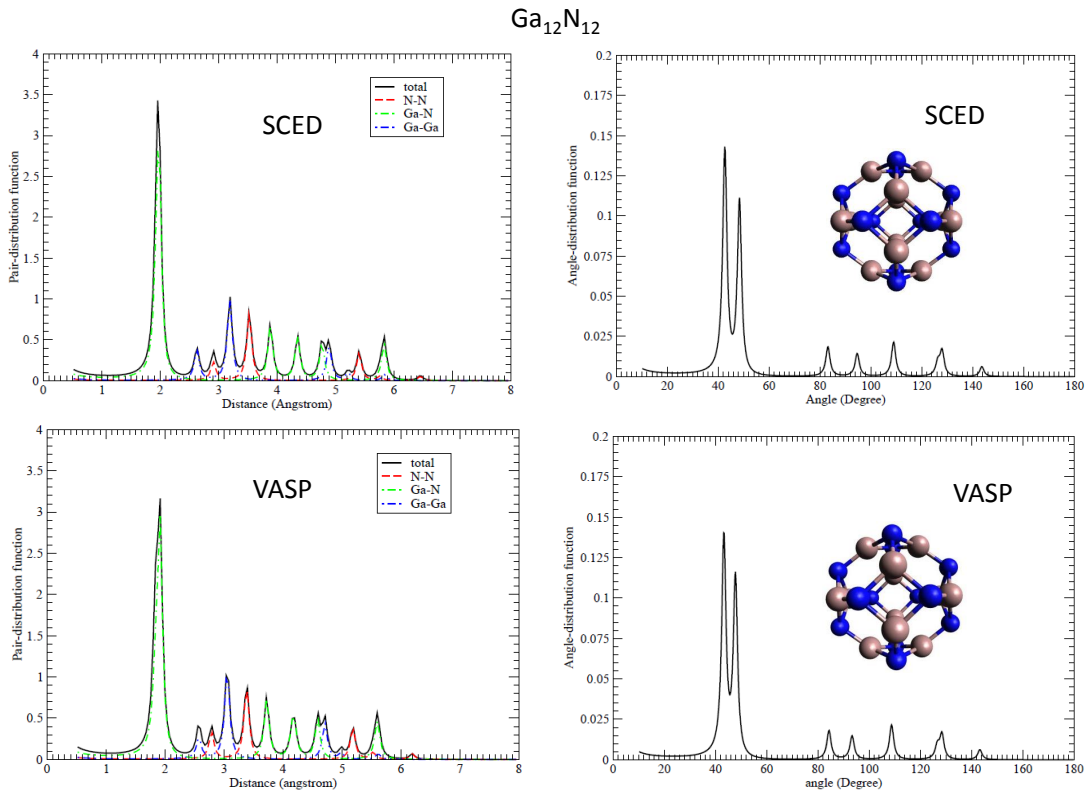 Ga₁₂N₁₂
Pair-distribution function
4
3.5
3
2.5
2
1.5
1
0.5
0
SCED
total
N-N
Ga-N
Ga-Ga
0 1 2 3 4 5 6 7 8
Distance (Angstrom)
Angle-distribution function
0.2
0.175
0.15
0.125
0.1
0.075
0.05
0.025
0
SCED
0 20 40 60 80 100 120 140 160 180
Angle (Degree)
Pair-distribution function
4
3.5
3
2.5
2
1.5
1
0.5
0
VASP
total
N-N
Ga-N
Ga-Ga
0 1 2 3 4 5 6 7 8
Distance (angstrom)
Angle-distribution function
0.2
0.175
0.15
0.125
0.1
0.075
0.05
0.025
0
VASP
0 20 40 60 80 100 120 140 160 180
angle (Degree)